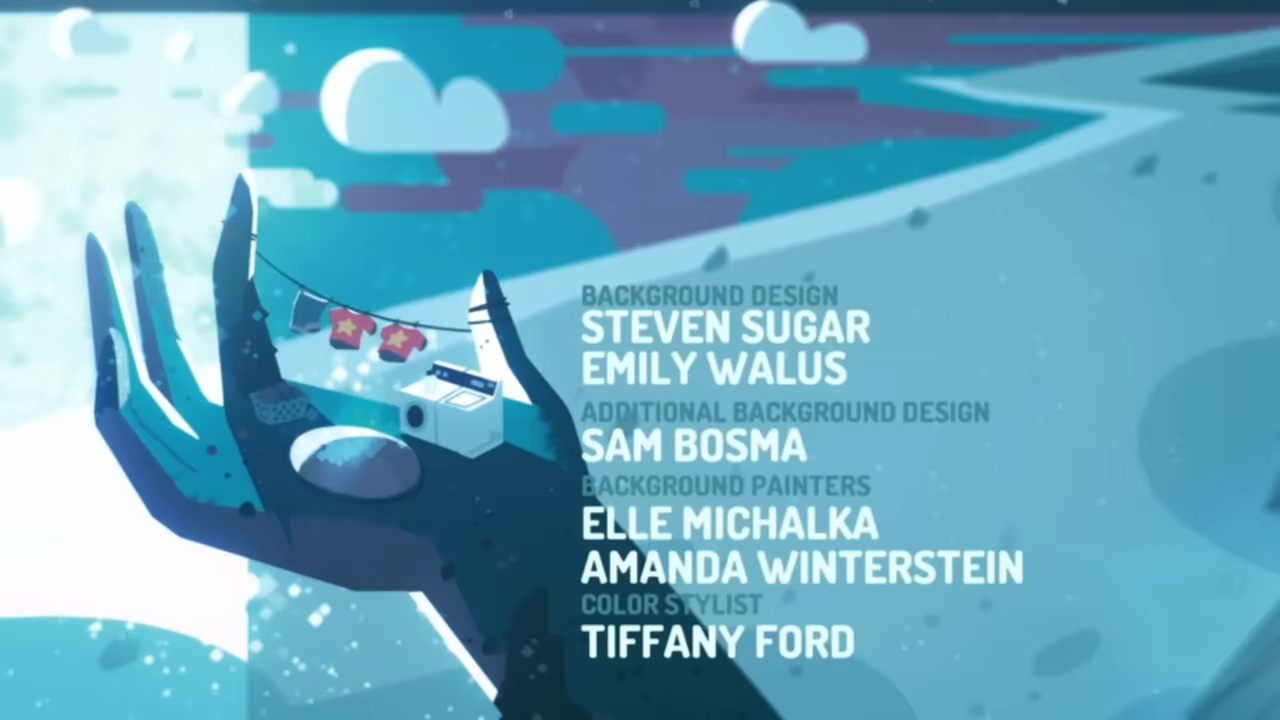 BACKGROUND DESIGN
STEVEN SUGAR
EMILY WALUS
ADDITIONAL BACKGROUND DESIGN
SAM BOSMA
BACKGROUND PAINTERS
ELLE MICHALKA
AMANDA WINTERSTEIN
COLOR STYLIST
TIFFANY FORD